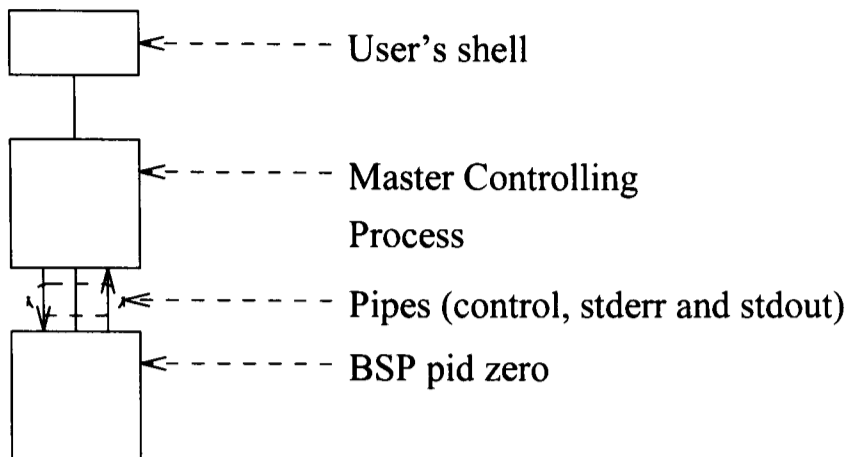 User's shell
Master Controlling
Process
Pipes (control, stderr and stdout)
BSP pid zero